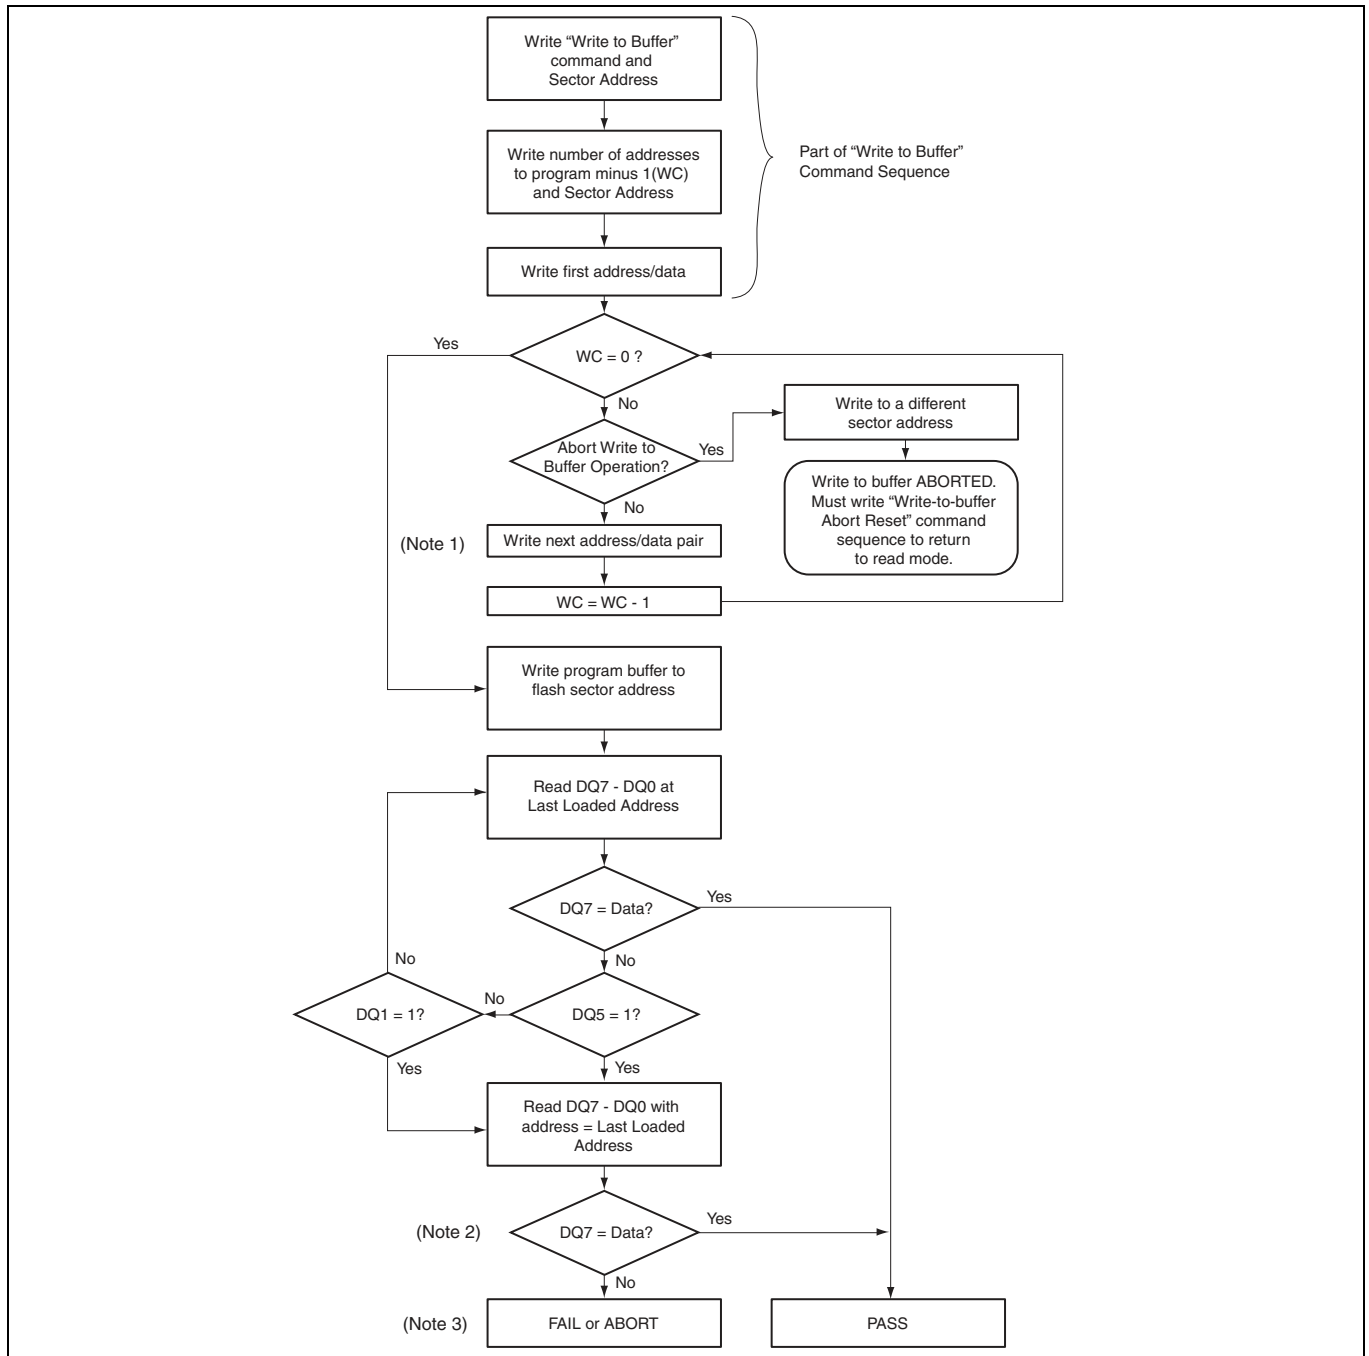 Write “Write to Buffer”
command and
Sector Address
Write number of addresses
to program minus 1(WC)
and Sector Address
Part of “Write to Buffer”
Command Sequence
Write first address/data
Yes
WC = 0 ?
No
Write to a different
sector address
Abort Write to
Buffer Operation?
Yes
Write to buffer ABORTED.
Must write “Write-to-buffer
Abort Reset” command
sequence to return
to read mode.
No
(Note 1)
Write next address/data pair
WC = WC - 1
Write program buffer to
flash sector address
Read DQ7 - DQ0 at
Last Loaded Address
Yes
DQ7 = Data?
No
No
No
DQ1 = 1?
DQ5 = 1?
Yes
Yes
Read DQ7 - DQ0 with
address = Last Loaded
Address
(Note 2)
DQ7 = Data?
Yes
No
(Note 3)
FAIL or ABORT
PASS